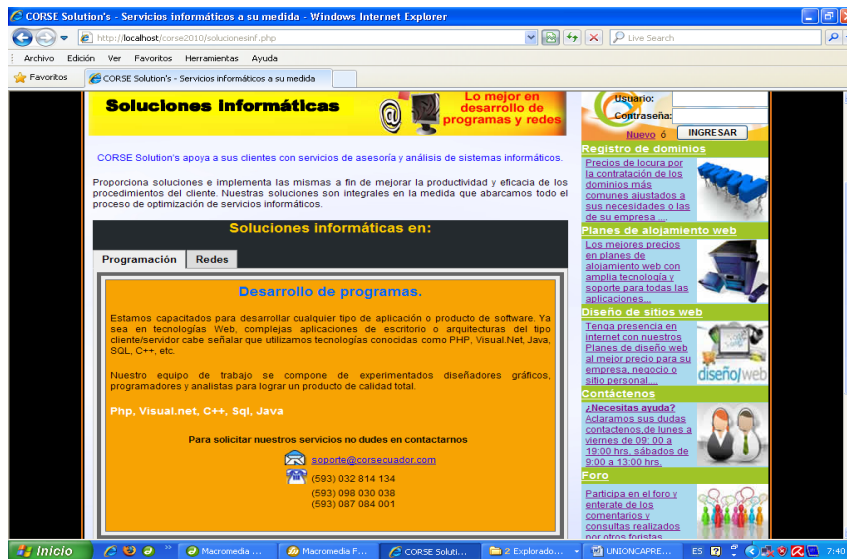 CORSE Solution's - Servicios informáticos a su medida - Windows Internet Explorer
http://localhost/corse2010/solucionesinf.php
Live Search
Archivo Edición Ver Favoritos Herramientas Ayuda
Favoritos
CORSE Solution's - Servicios informáticos a su medida
Soluciones Informáticas
Lo mejor en
desarrollo de
programas y redes
CORSE Solution's apoya a sus clientes con servicios de asesoría y análisis de sistemas informáticos.
Proporciona soluciones e implementa las mismas a fin de mejorar la productividad y eficacia de los
procedimientos del cliente. Nuestras soluciones son integrales en la medida que abarcamos todo el
proceso de optimización de servicios informáticos.
Soluciones informáticas en:
Programación Redes
Desarrollo de programas.
Estamos capacitados para desarrollar cualquier tipo de aplicación o producto de software. Ya
sea en tecnologías Web, complejas aplicaciones de escritorio o arquitecturas del tipo
cliente/servidor cabe señalar que utilizamos tecnologías conocidas como PHP, Visual.Net, Java,
SQL, C++, etc.
Nuestro equipo de trabajo se compone de experimentados diseñadores gráficos,
programadores y analistas para lograr un producto de calidad total.
Php, Visual.net, C++, Sql, Java
Para solicitar nuestros servicios no dudes en contactarnos
soporte@corsecuador.com
(593) 032 814 134
(593) 098 030 038
(593) 087 084 001
Usuario:
Contraseña:
Nuevo ó INGRESAR
Registro de dominios
Precios de locura por
la contratación de los
dominios más
comunes ajustados a
sus necesidades o las
de su empresa ....
Planes de alojamiento web
Los mejores precios
en planes de
alojamiento web con
amplia tecnología y
soporte para todas las
aplicaciones...
Diseño de sitios web
Tenga presencia en
internet con nuestros
Planes de diseño web
al mejor precio para su
empresa, negocio o
sitio personal....
diseño/web
Contáctenos
¿Necesitas ayuda?
Aclaramos sus dudas
contactenos,de lunes a
viernes de 09: 00 a
19:00 hrs. sábados de
9:00 a 13:00 hrs.
Foro
Participa en el foro y
enterate de los
comentarios y
consultas realizados
por otros foristas
Inicio
Macromedia ...
Macromedia F...
CORSE Soluti...
2 Explorado...
UNIONCAPRE...
ES
7:40